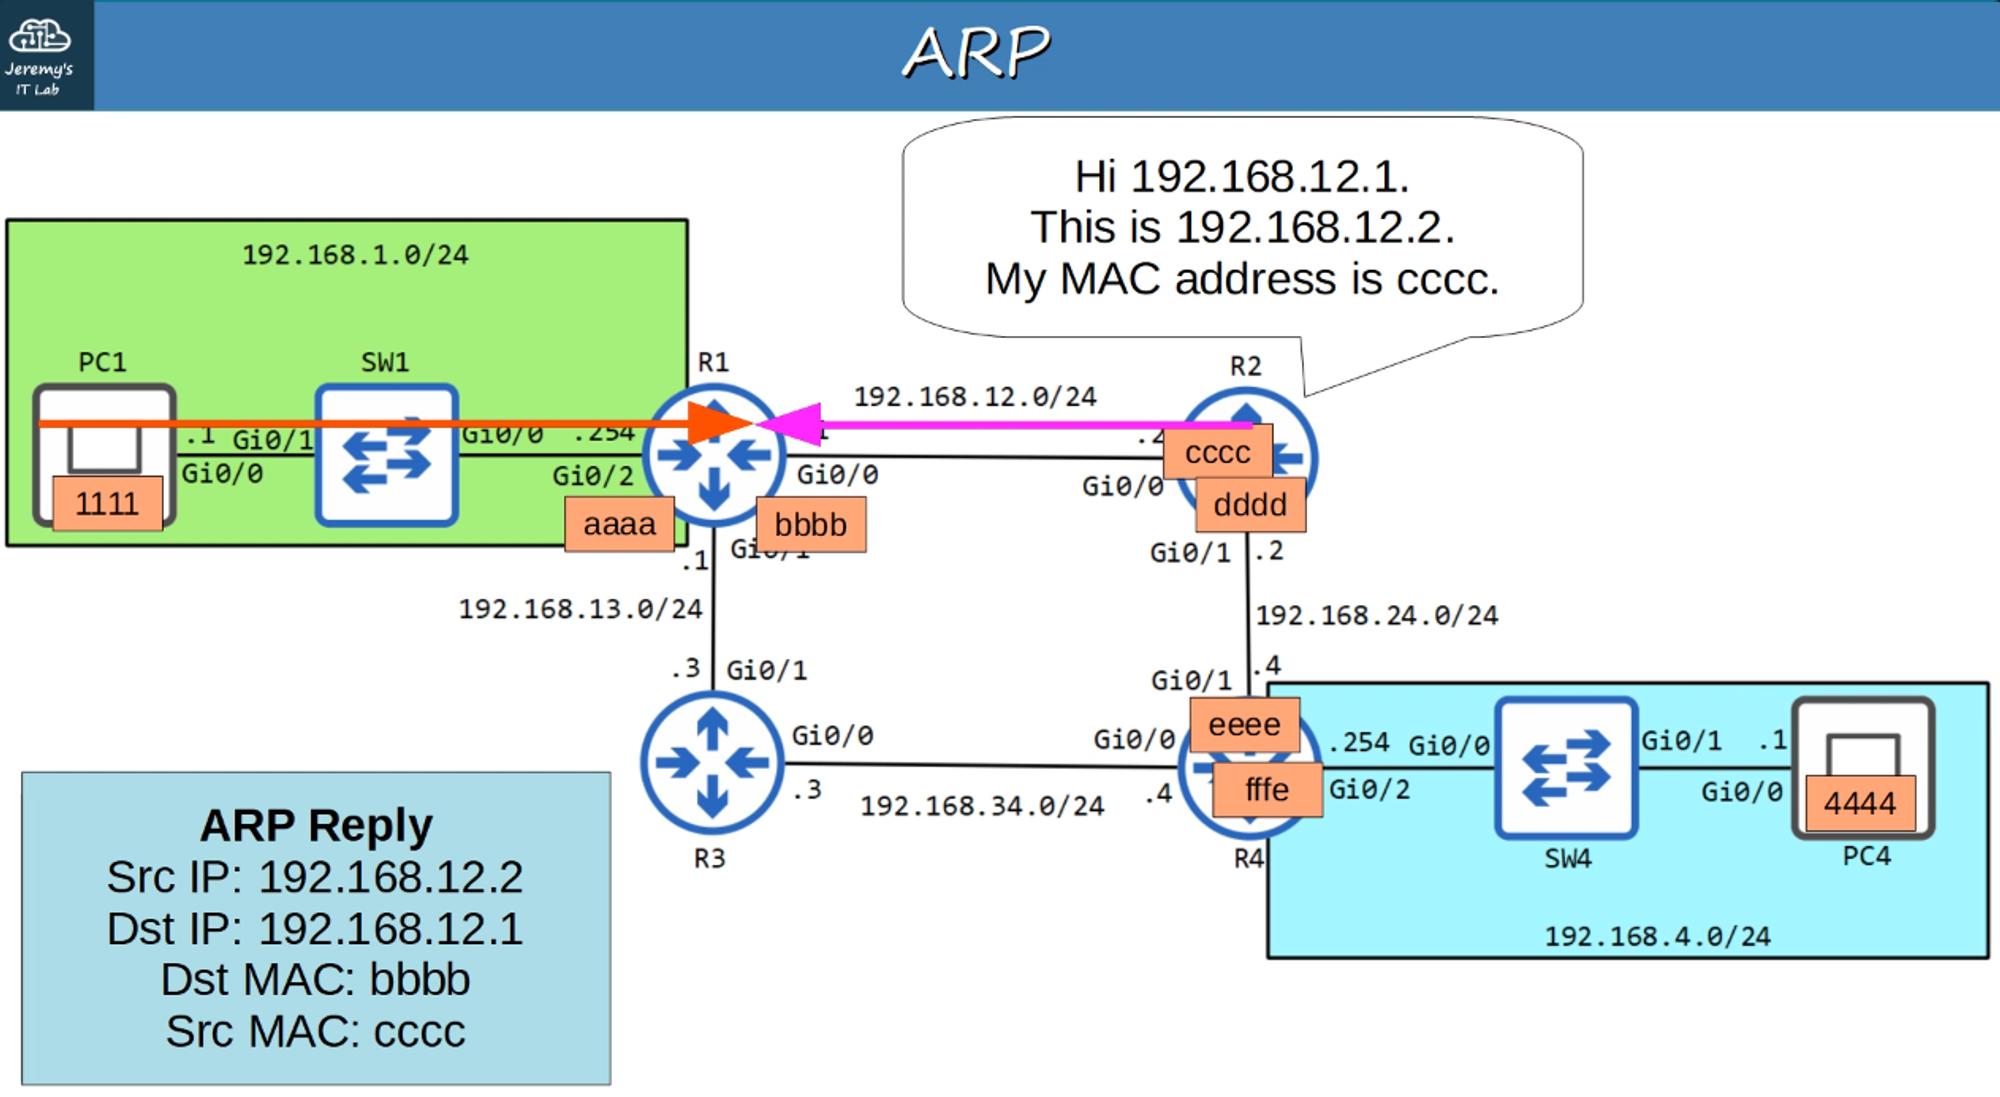 Jeremy's
IT Lab
ARP
Hi 192.168.12.1.
This is 192.168.12.2.
My MAC address is cccc.
192.168.1.0/24
PC1
SW1
R1
R2
192.168.12.0/24
.1
Gi0/1
Gi0/0
.254
.2
Gi0/0
Gi0/2
Gi0/0
Gi0/0
1111
aaaa
bbbb
cccc
dddd
.1
Gi0/1
Gi0/1
.2
192.168.13.0/24
192.168.24.0/24
.3
Gi0/1
Gi0/1
.4
eeee
Gi0/0
Gi0/0
.254
Gi0/0
Gi0/1
.1
.3
192.168.34.0/24
.4
fffe
Gi0/2
Gi0/0
4444
R3
R4
SW4
PC4
192.168.4.0/24
ARP Reply
Src IP: 192.168.12.2
Dst IP: 192.168.12.1
Dst MAC: bbbb
Src MAC: cccc